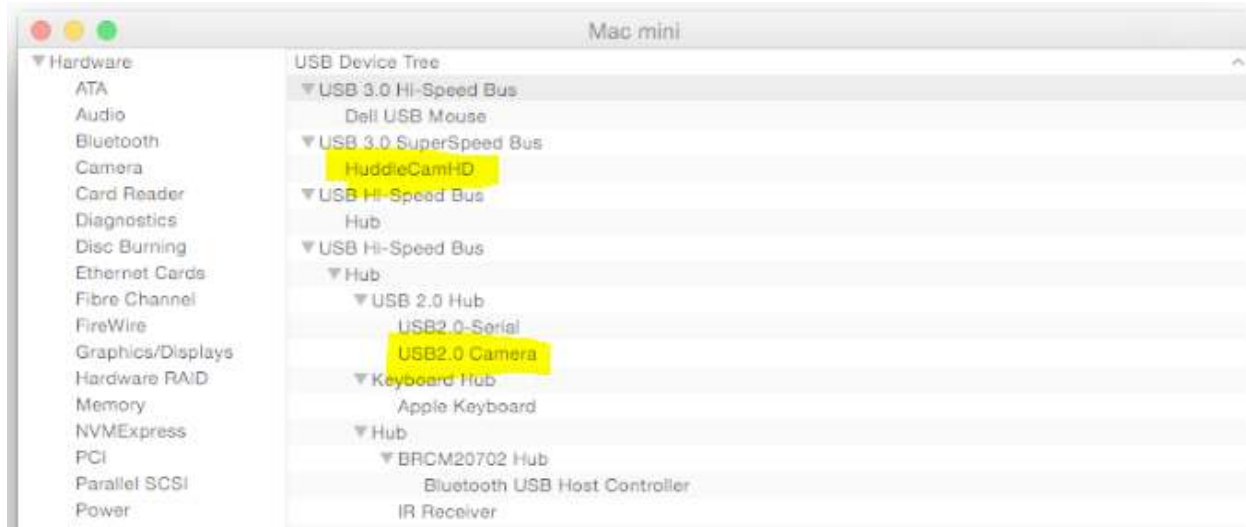 Mac mini
Hardware
ATA
Audio
Bluetooth
Camera
Card Reader
Diagnostics
Disc Burning
Ethernet Cards
Fibre Channel
FireWire
Graphics/Displays
Hardware RAID
Memory
NVMExpress
PCI
Parallel SCSI
Power
USB Device Tree
USB 3.0 Hi-Speed Bus
Dell USB Mouse
USB 3.0 SuperSpeed Bus
HuddleCamHD
USB Hi-Speed Bus
Hub
USB Hi-Speed Bus
Hub
USB 2.0 Hub
USB2.0-Serial
USB2.0 Camera
Keyboard Hub
Apple Keyboard
Hub
BRCM20702 Hub
Bluetooth USB Host Controller
IR Receiver